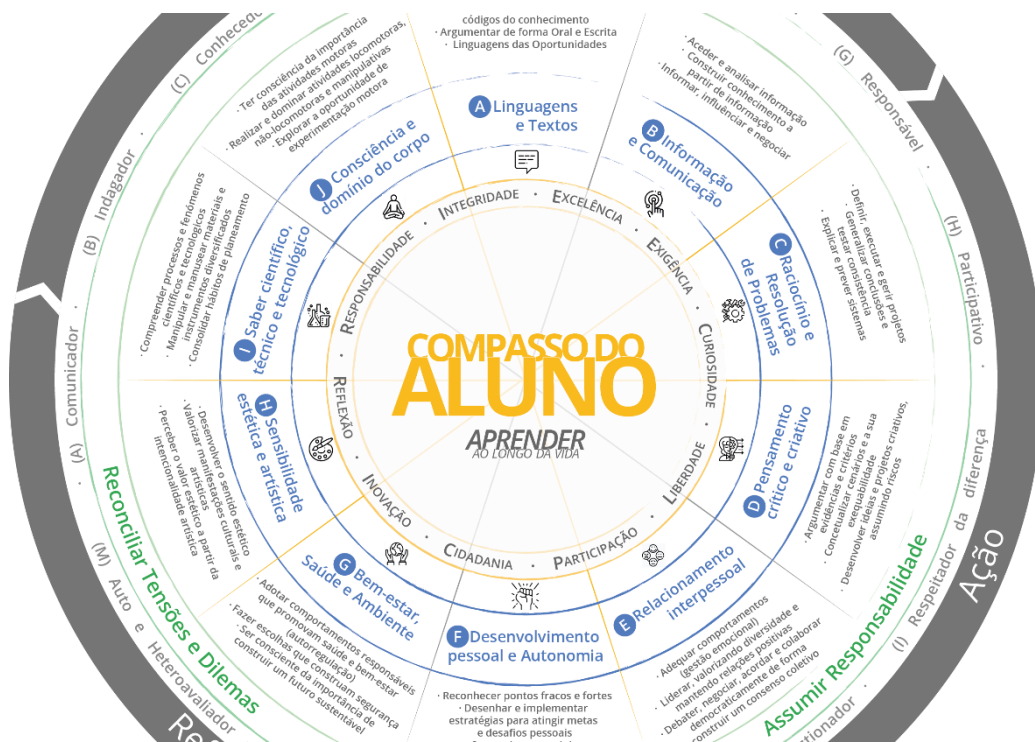 COMPASSO DO
ALUNO
APRENDER
AO LONGO DA VIDA
INTEGRIDADE · EXCELÊNCIA · EXIGÊNCIA · CURIOSIDADE · LIBERDADE · PARTICIPAÇÃO · CIDADANIA · INOVAÇÃO · REFLEXÃO · RESPONSABILIDADE ·
códigos do conhecimento
· Argumentar de forma Oral e Escrita
· Linguagens das Oportunidades
A Linguagens
e Textos
· Aceder e analisar informação
· Construir conhecimento a
partir de informação
· Informar, influenciar e negociar
B Informação
e Comunicação
· Definir, executar e gerir projetos
· Generalizar conclusões e
testar consistência
· Explicar e prever sistemas
C Raciocínio e
Resolução
de Problemas
· Argumentar com base em
evidências e critérios
· Concetualizar cenários e a sua
exequabilidade
· Desenvolver ideias e projetos criativos,
assumindo riscos
D Pensamento
crítico e criativo
· Adequar comportamentos
(gestão emocional)
· Liderar, valorizando diversidade e
mantendo relações positivas
· Debater, negociar, acordar e colaborar
democraticamente de forma
construir um consenso coletivo
E Relacionamento
interpessoal
F Desenvolvimento
pessoal e Autonomia
· Reconhecer pontos fracos e fortes
· Desenhar e implementar
estratégias para atingir metas
e desafios pessoais
G Bem-estar,
Saúde e Ambiente
· Adotar comportamentos responsáveis
que promovam saúde e bem-estar
(autorregulação)
· Fazer escolhas que construam segurança
· Ser consciente da importância de
construir um futuro sustentável
H Sensibilidade
estética e artística
· Desenvolver o sentido estético
· Valorizar manifestações culturais e
artísticas
· Perceber o valor estético a partir da
intencionalidade artística
I Saber científico,
técnico e tecnológico
· Compreender processos e fenómenos
científicos e tecnologicos
· Manipular e manusear materiais e
instrumentos diversificados
· Consolidar hábitos de planeamento
J Consciência e
domínio do corpo
· Ter consciência da importância
das atividades motoras
· Realizar e dominar atividades locomotoras,
não-locomotoras e manipulativas
· Explorar a oportunidade de
experimentação motora
(M) Auto e Heteroavaliador · (A) Comunicador · (B) Indagador · (C)
(G) Responsável · (H) Participativo · (I) Respeitador da diferença
Reconciliar Tensões e Dilemas
Assumir Responsabilidade
Ação